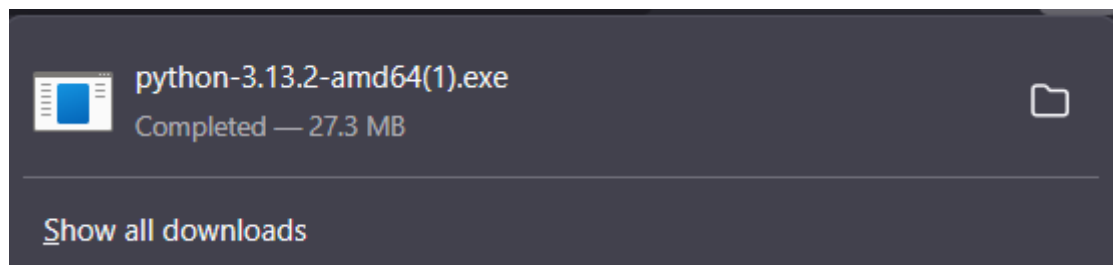 python-3.13.2-amd64(1).exe
Completed — 27.3 MB
Show all downloads